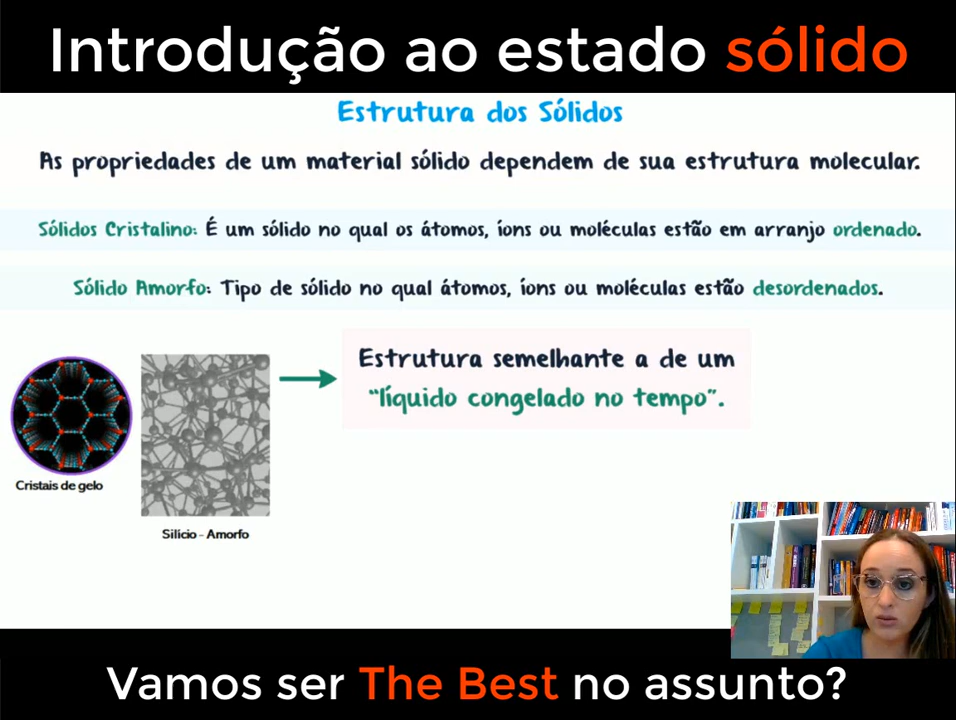 Introdução ao estado sólido
Estrutura dos Sólidos
As propriedades de um material sólido dependem de sua estrutura molecular.
Sólidos Cristalino: É um sólido no qual os átomos, íons ou moléculas estão em arranjo ordenado.
Sólido Amorfo: Tipo de sólido no qual átomos, íons ou moléculas estão desordenados.
Estrutura semelhante a de um
“líquido congelado no tempo”.
Cristais de gelo
Silício - Amorfo
Vamos ser The Best no assunto?